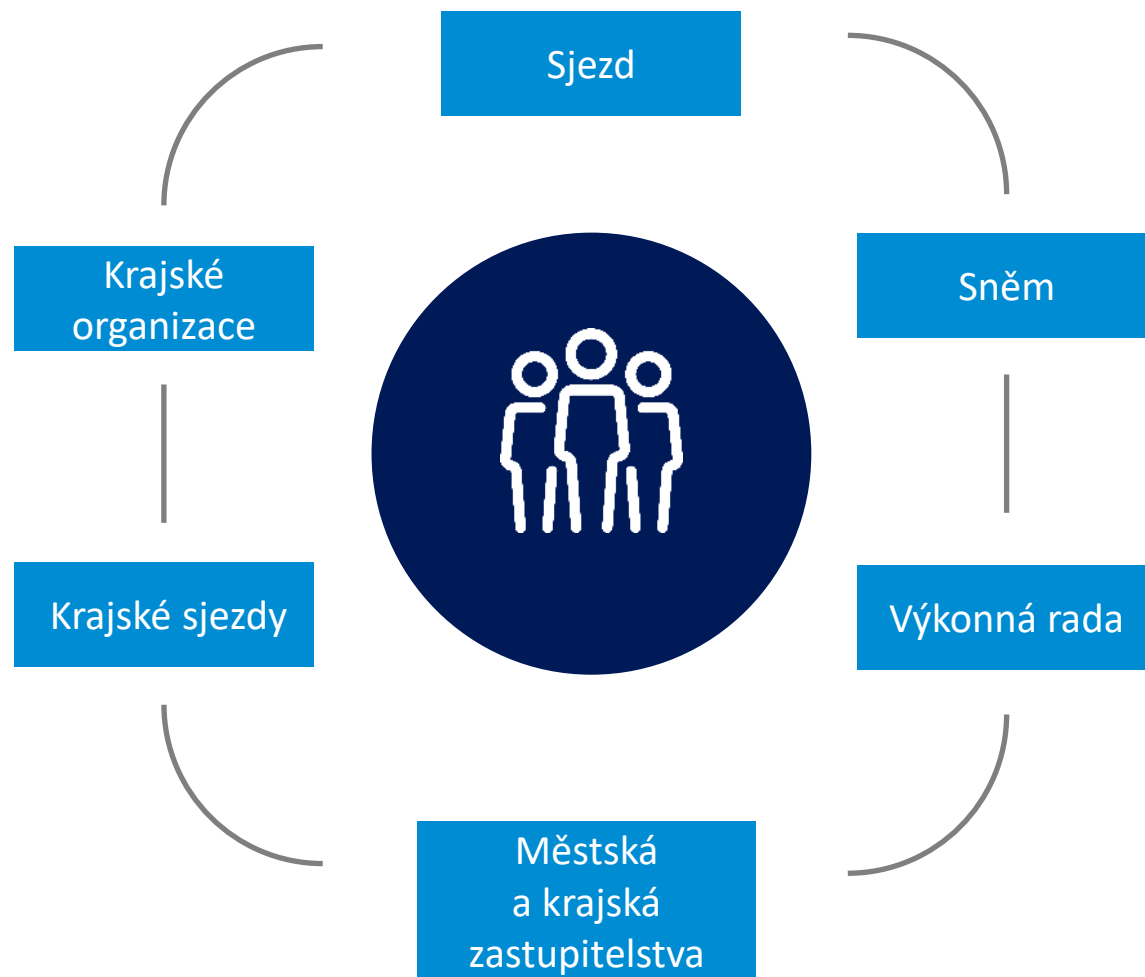 Sjezd
Krajské
organizace
Sněm
Krajské sjezdy
Výkonná rada
Městská
a krajská
zastupitelstva